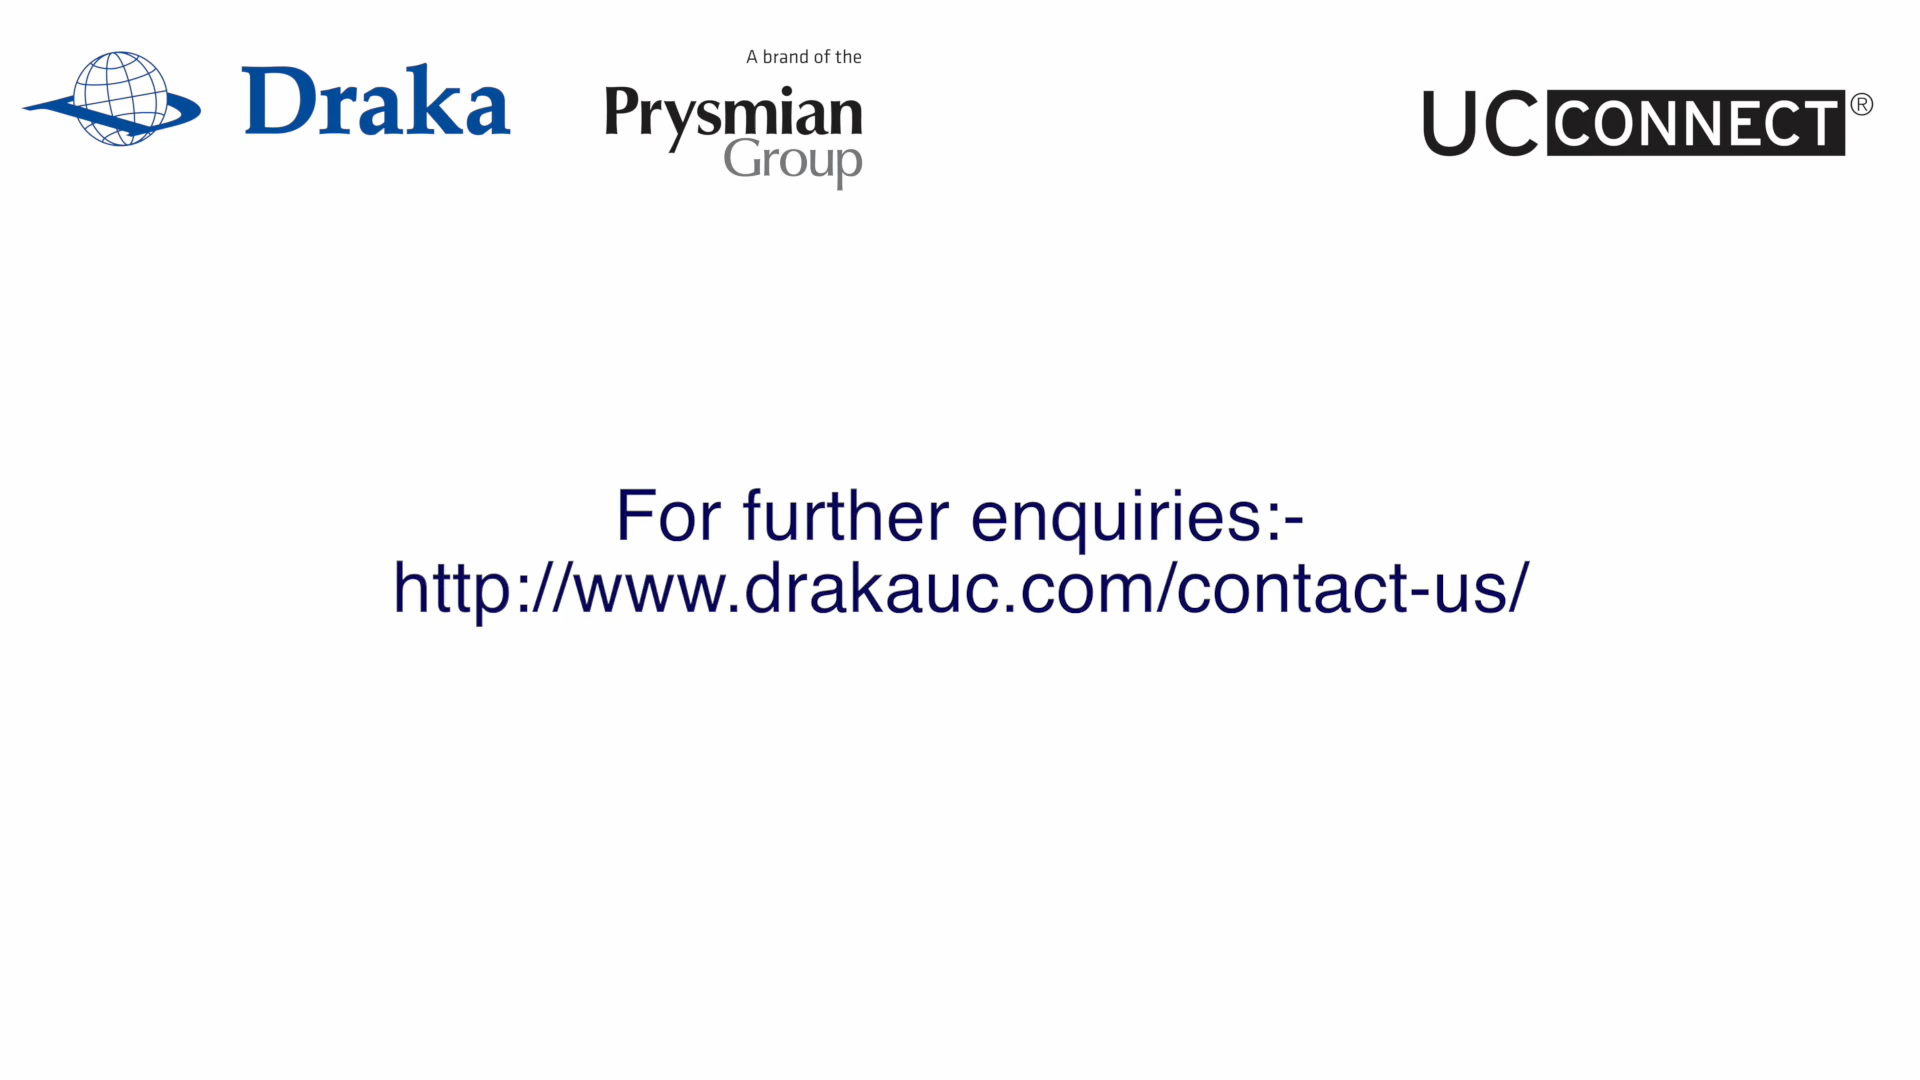 Draka
A brand of the
Prysmian
Group
UC CONNECT®
For further enquiries:-
http://www.drakauc.com/contact-us/